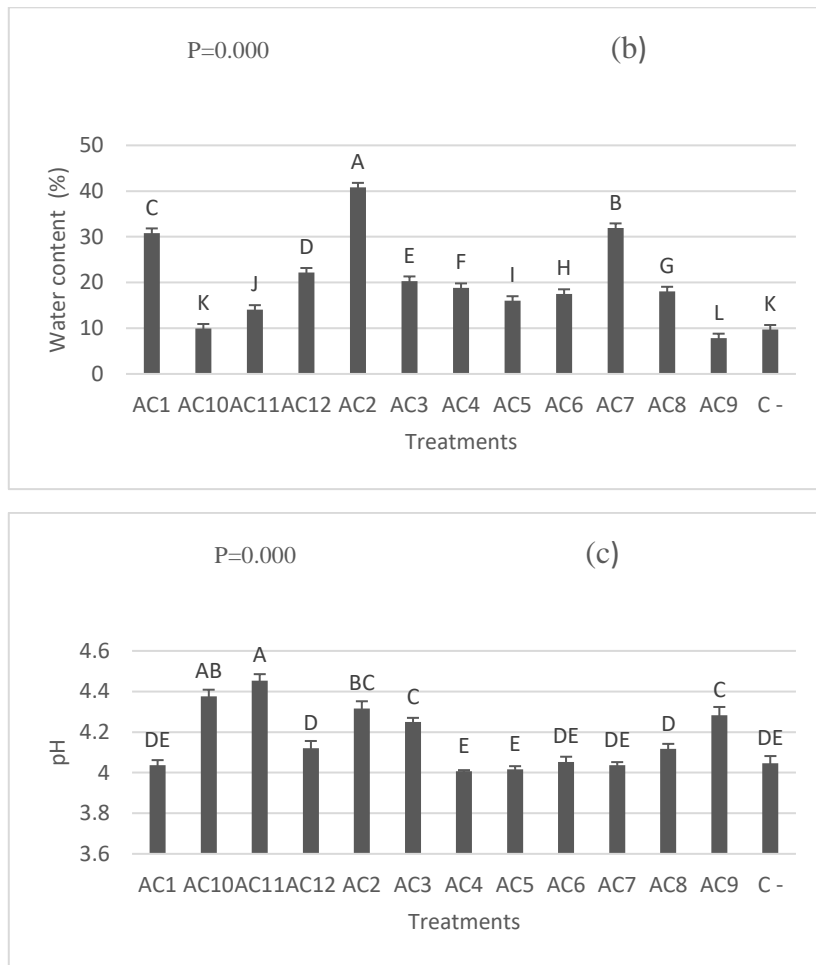 P=0.000 (b)
50
40
30
20
10
0
Water content (%)
C K J D A E F I H B G L K
AC1 AC10 AC11 AC12 AC2 AC3 AC4 AC5 AC6 AC7 AC8 AC9 C -
Treatments
P=0.000 (c)
4.6
4.4
4.2
4
3.8
3.6
pH
DE AB A D BC C E E DE DE D C DE
AC1 AC10 AC11 AC12 AC2 AC3 AC4 AC5 AC6 AC7 AC8 AC9 C -
Treatments